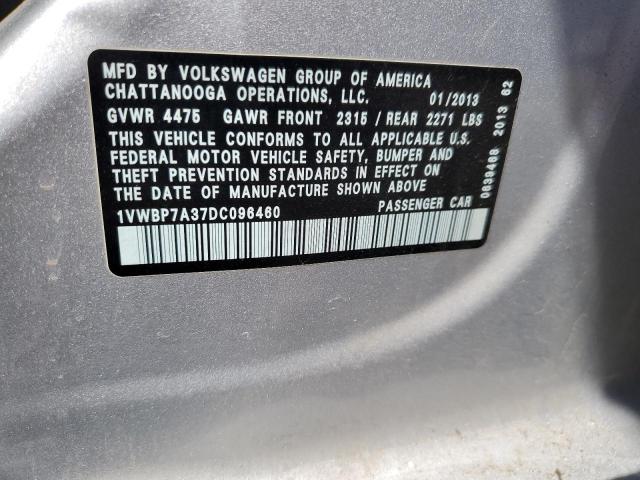 MFD BY VOLKSWAGEN GROUP OF AMERICA
CHATTANOOGA OPERATIONS, LLC. 01/2013
GVWR 4475 GAWR FRONT 2315 / REAR 2271 LBS
THIS VEHICLE CONFORMS TO ALL APPLICABLE U.S.
FEDERAL MOTOR VEHICLE SAFETY, BUMPER AND
THEFT PREVENTION STANDARDS IN EFFECT ON
THE DATE OF MANUFACTURE SHOWN ABOVE
1VWBP7A37DC096460 PASSENGER CAR
0639468 2013 62